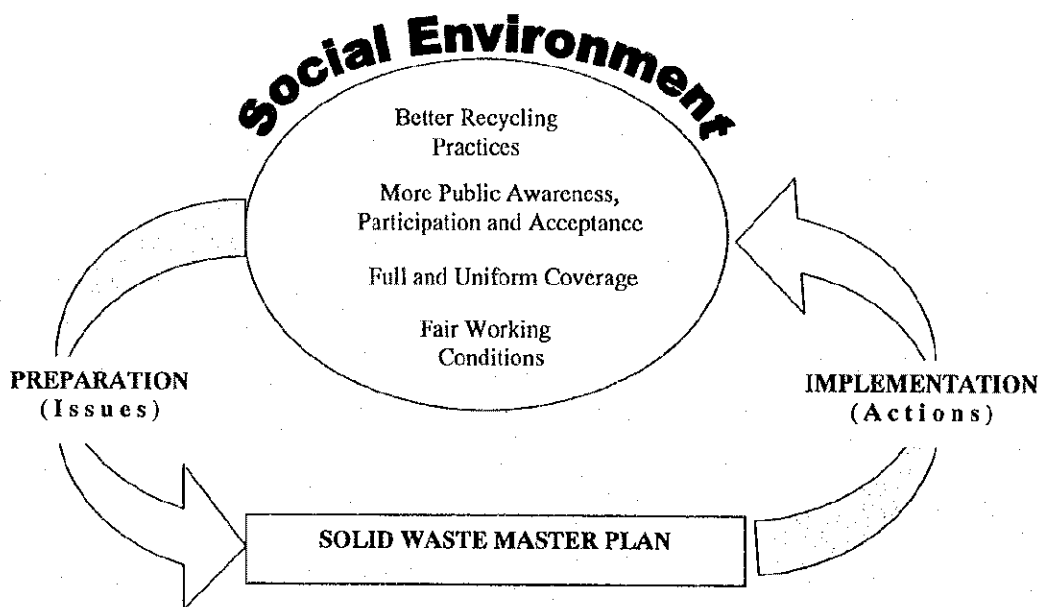 Social Environment
Better Recycling
Practices
More Public Awareness,
Participation and Acceptance
Full and Uniform Coverage
Fair Working
Conditions
PREPARATION
(Issues)
IMPLEMENTATION
(Actions)
SOLID WASTE MASTER PLAN